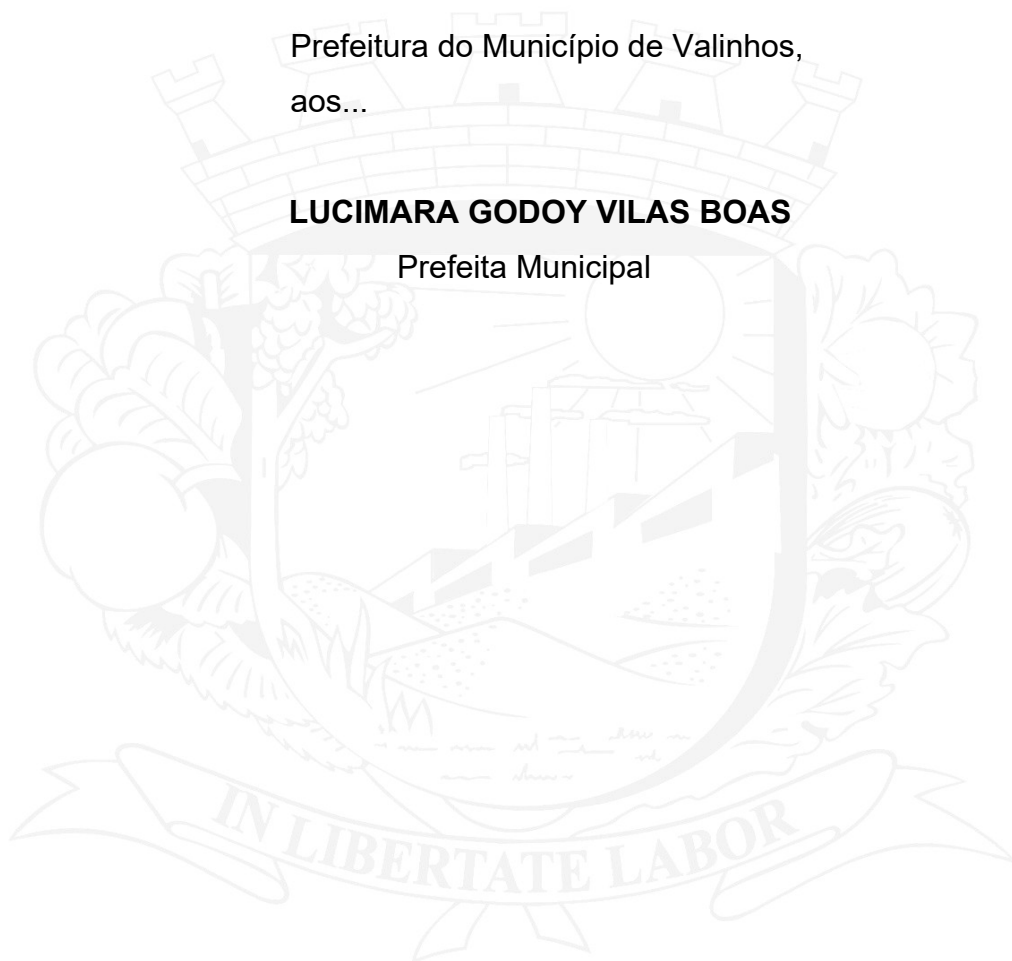 Prefeitura do Município de Valinhos,
aos...
LUCIMARA GODOY VILAS BOAS
Prefeita Municipal
IN LIBERTATE LABOR